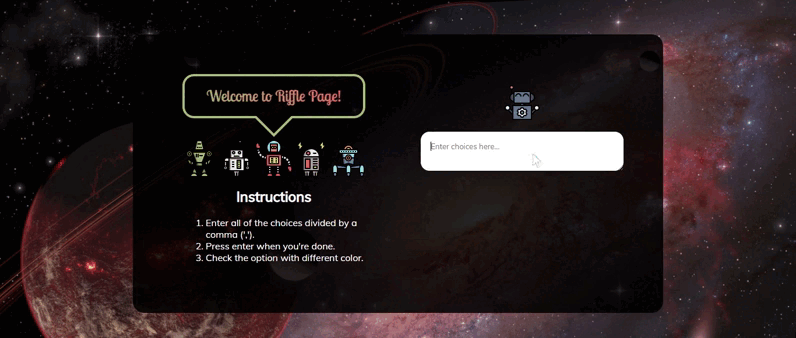 Welcome to Riffle Page!
Enter choices here...
Instructions
1. Enter all of the choices divided by a
comma (',').
2. Press enter when you're done.
3. Check the option with different color.